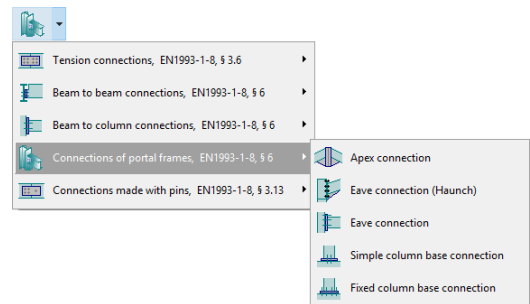 Tension connections, EN1993-1-8, § 3.6
Beam to beam connections, EN1993-1-8, § 6
Beam to column connections, EN1993-1-8, § 6
Connections of portal frames, EN1993-1-8, § 6
Connections made with pins, EN1993-1-8, § 3.13
Apex connection
Eave connection (Haunch)
Eave connection
Simple column base connection
Fixed column base connection